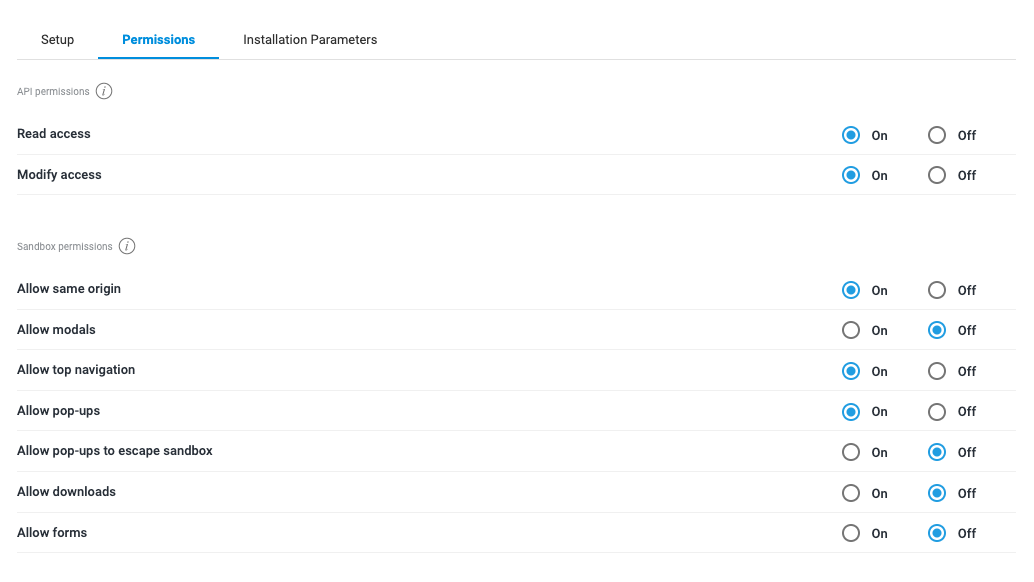 Setup Permissions Installation Parameters
API permissions i
Read access On Off
Modify access On Off
Sandbox permissions i
Allow same origin On Off
Allow modals On Off
Allow top navigation On Off
Allow pop-ups On Off
Allow pop-ups to escape sandbox On Off
Allow downloads On Off
Allow forms On Off